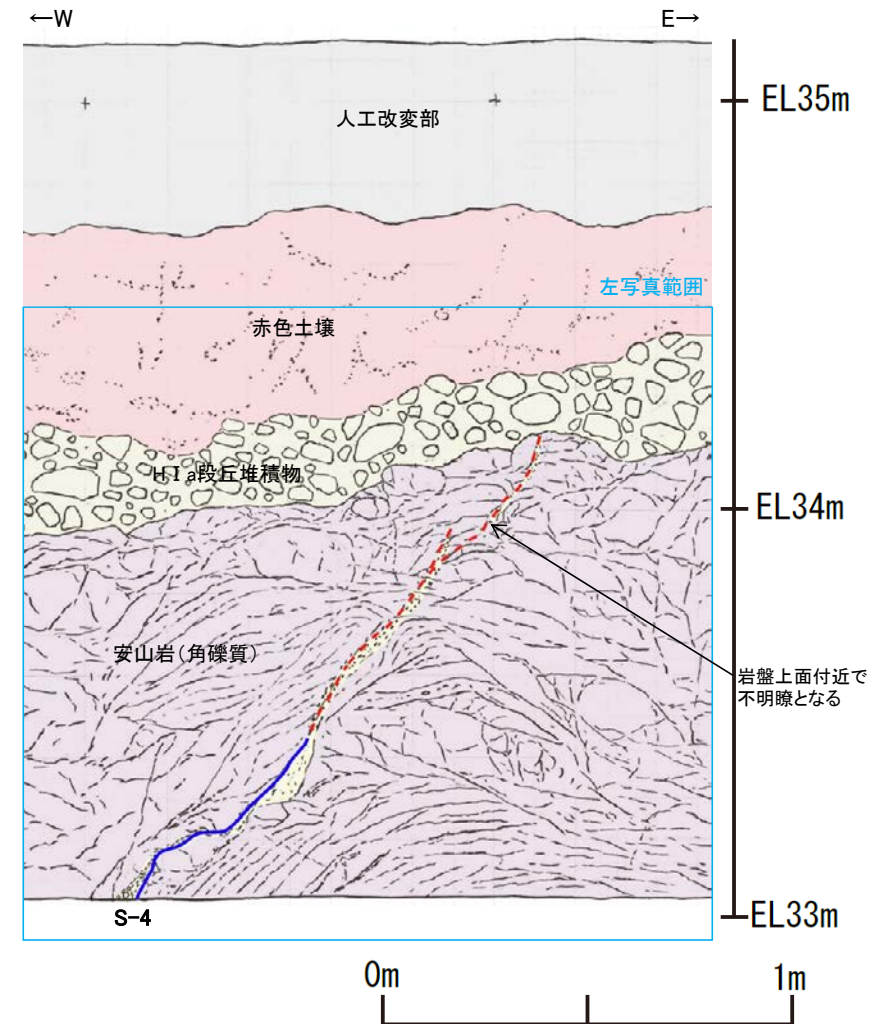 ←W
E→
EL35m
人工改変部
左写真範囲
赤色土壌
HⅠa段丘堆積物
EL34m
安山岩(角礫質)
岩盤上面付近で
不明瞭となる
S-4
EL33m
0m
1m